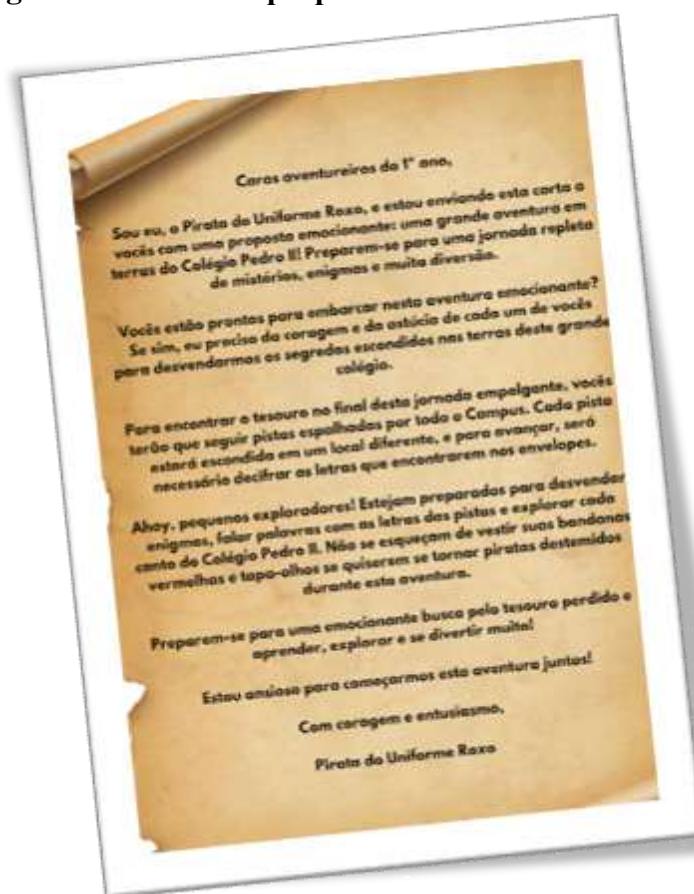 Caros aventureiros do 1º ano,
Sou eu, o Pirata do Uniforme Roxo, e estou enviando esta carta a
vocês com uma proposta emocionante: uma grande aventura em
terras do Colégio Pedro II! Preparem-se para uma jornada repleta
de mistérios, enigmas e muita diversão.
Vocês estão prontos para embarcar nesta aventura emocionante?
Se sim, eu preciso da coragem e da astúcia de cada um de vocês
para desvendarmos os segredos escondidos nas terras deste grande
colégio.
Para encontrar o tesouro no final desta jornada empolgante, vocês
terão que seguir pistas espalhadas por todo o Campus. Cada pista
estará escondida em um local diferente, e para avançar, será
necessário decifrar as letras que encontrarem nos envelopes.
Ahoy, pequenos exploradores! Estejam preparados para desvendar
enigmas, falar palavras com as letras das pistas e explorar cada
canto do Colégio Pedro II. Não se esqueçam de vestir suas bandanas
vermelhas e tapa-olhos se quiserem se tornar piratas destemidos
durante esta aventura.
Preparem-se para uma emocionante busca pelo tesouro perdido e
aprender, explorar e se divertir muito!
Estou ansioso para começarmos esta aventura juntos!
Com coragem e entusiasmo,
Pirata do Uniforme Roxo